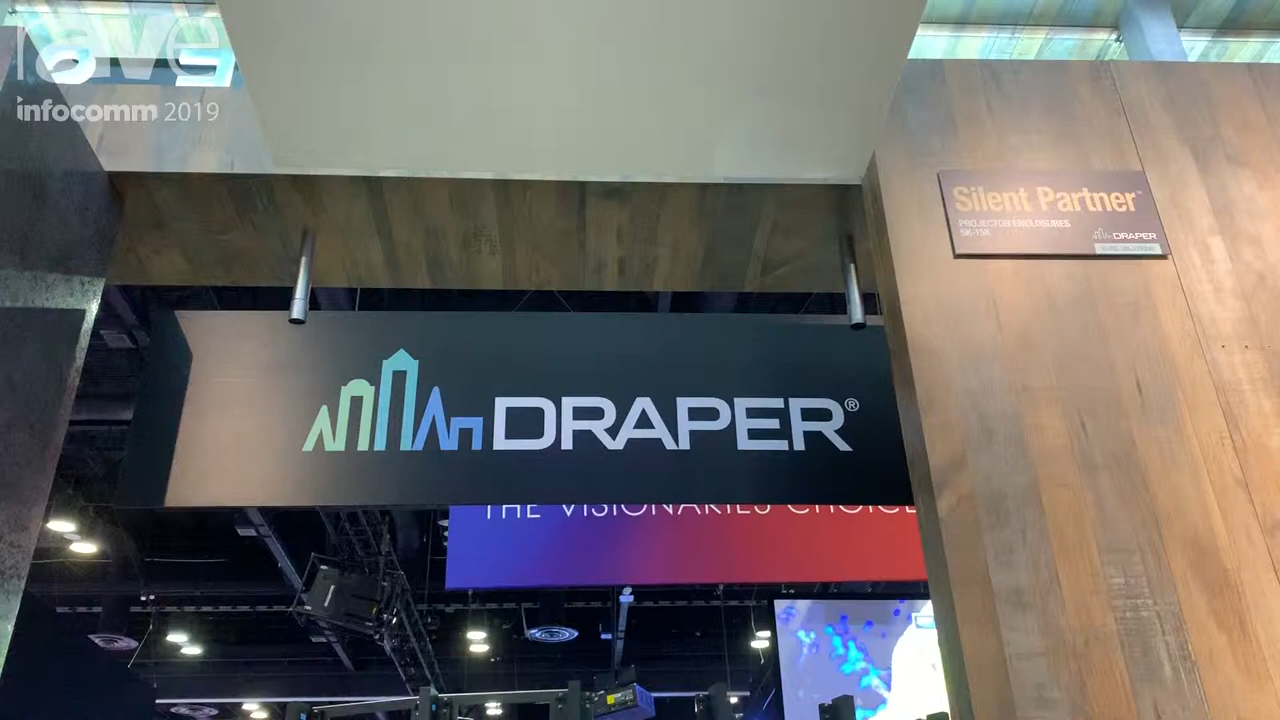 rave
infocomm 2019
Silent Partner™
PROJECTOR ENCLOSURES
6K-15K
DRAPER
DRAPER®
THE VISIONARIES CHOICE